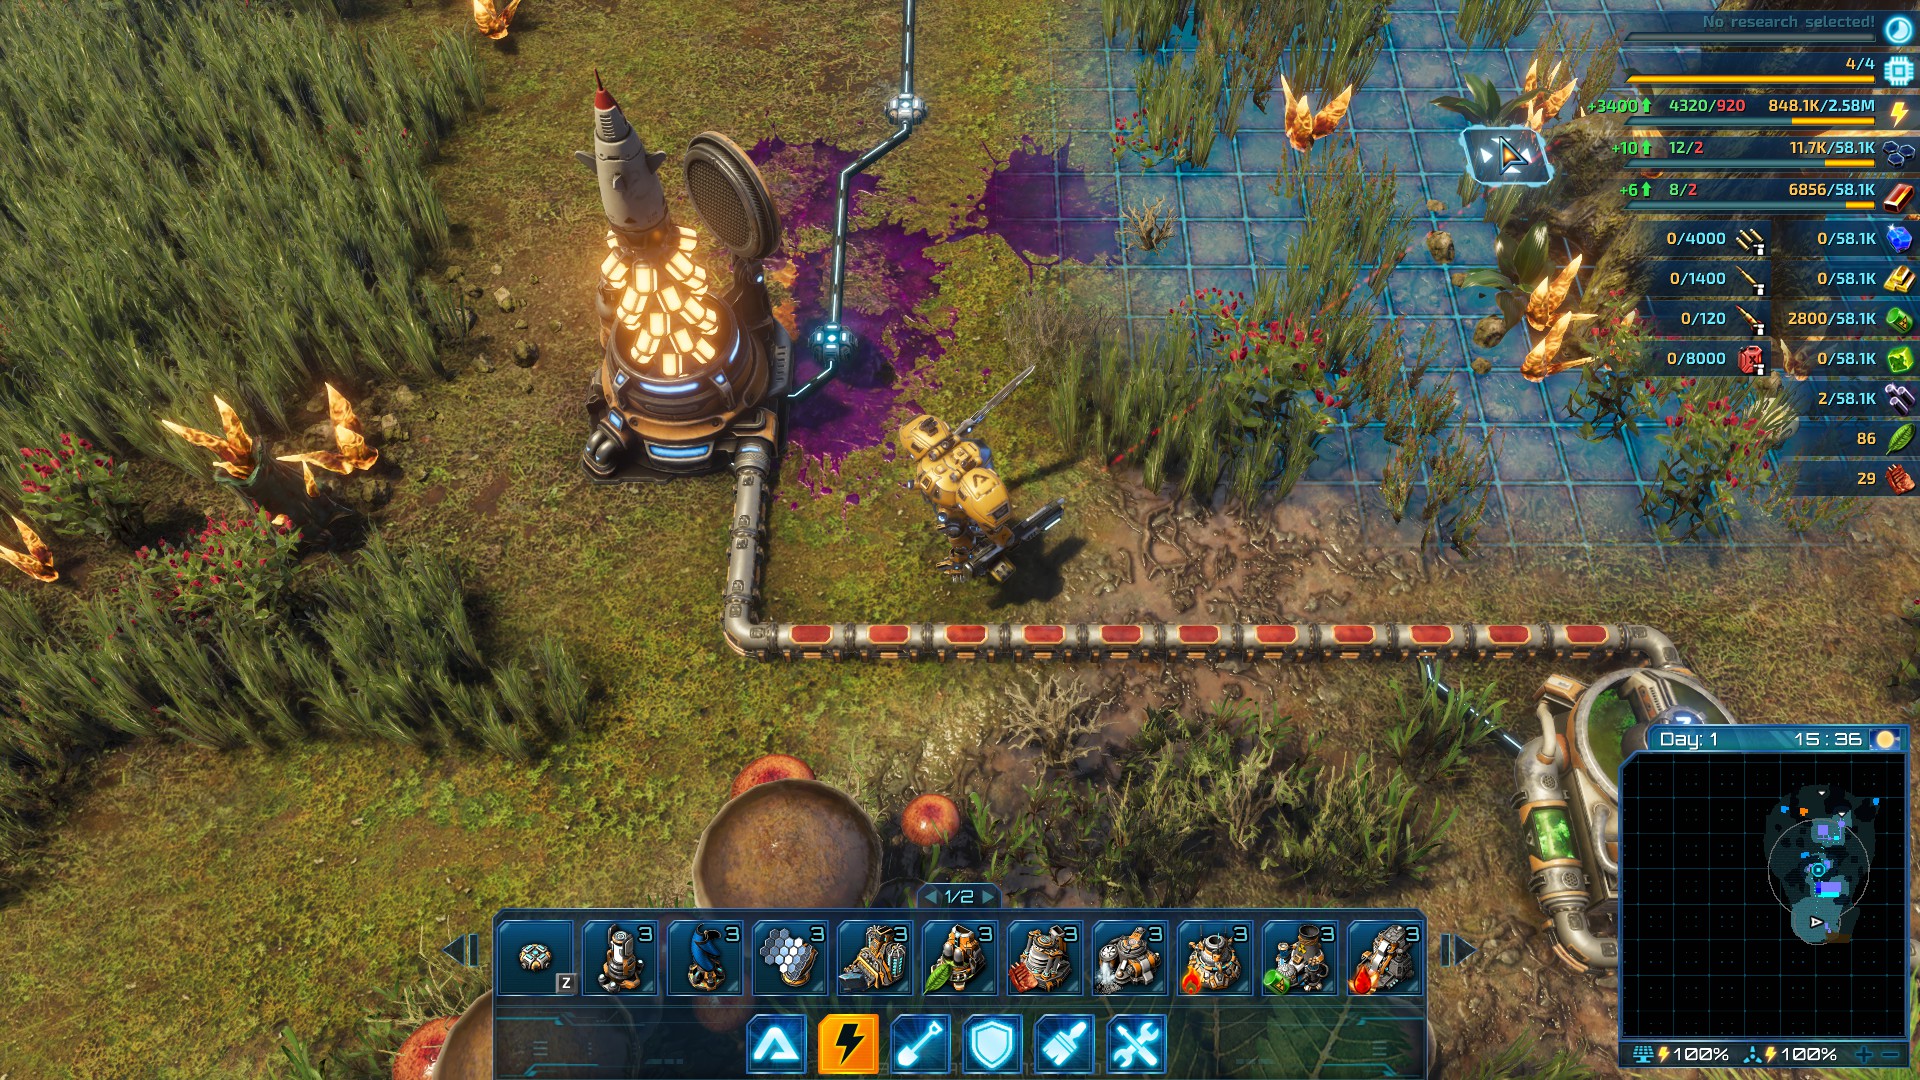 No research selected!
4/4
+3400 4320/920 848.1K/2.58M
+10 12/2 11.7K/58.1K
+6 8/2 6856/58.1K
0/4000 0/58.1K
0/1400 0/58.1K
0/120 2800/58.1K
0/8000 0/58.1K
2/58.1K
86
29
Day: 1 15:36
1/2
Z 3 3 3 3 3 3 3 3 3 3
100% 100%